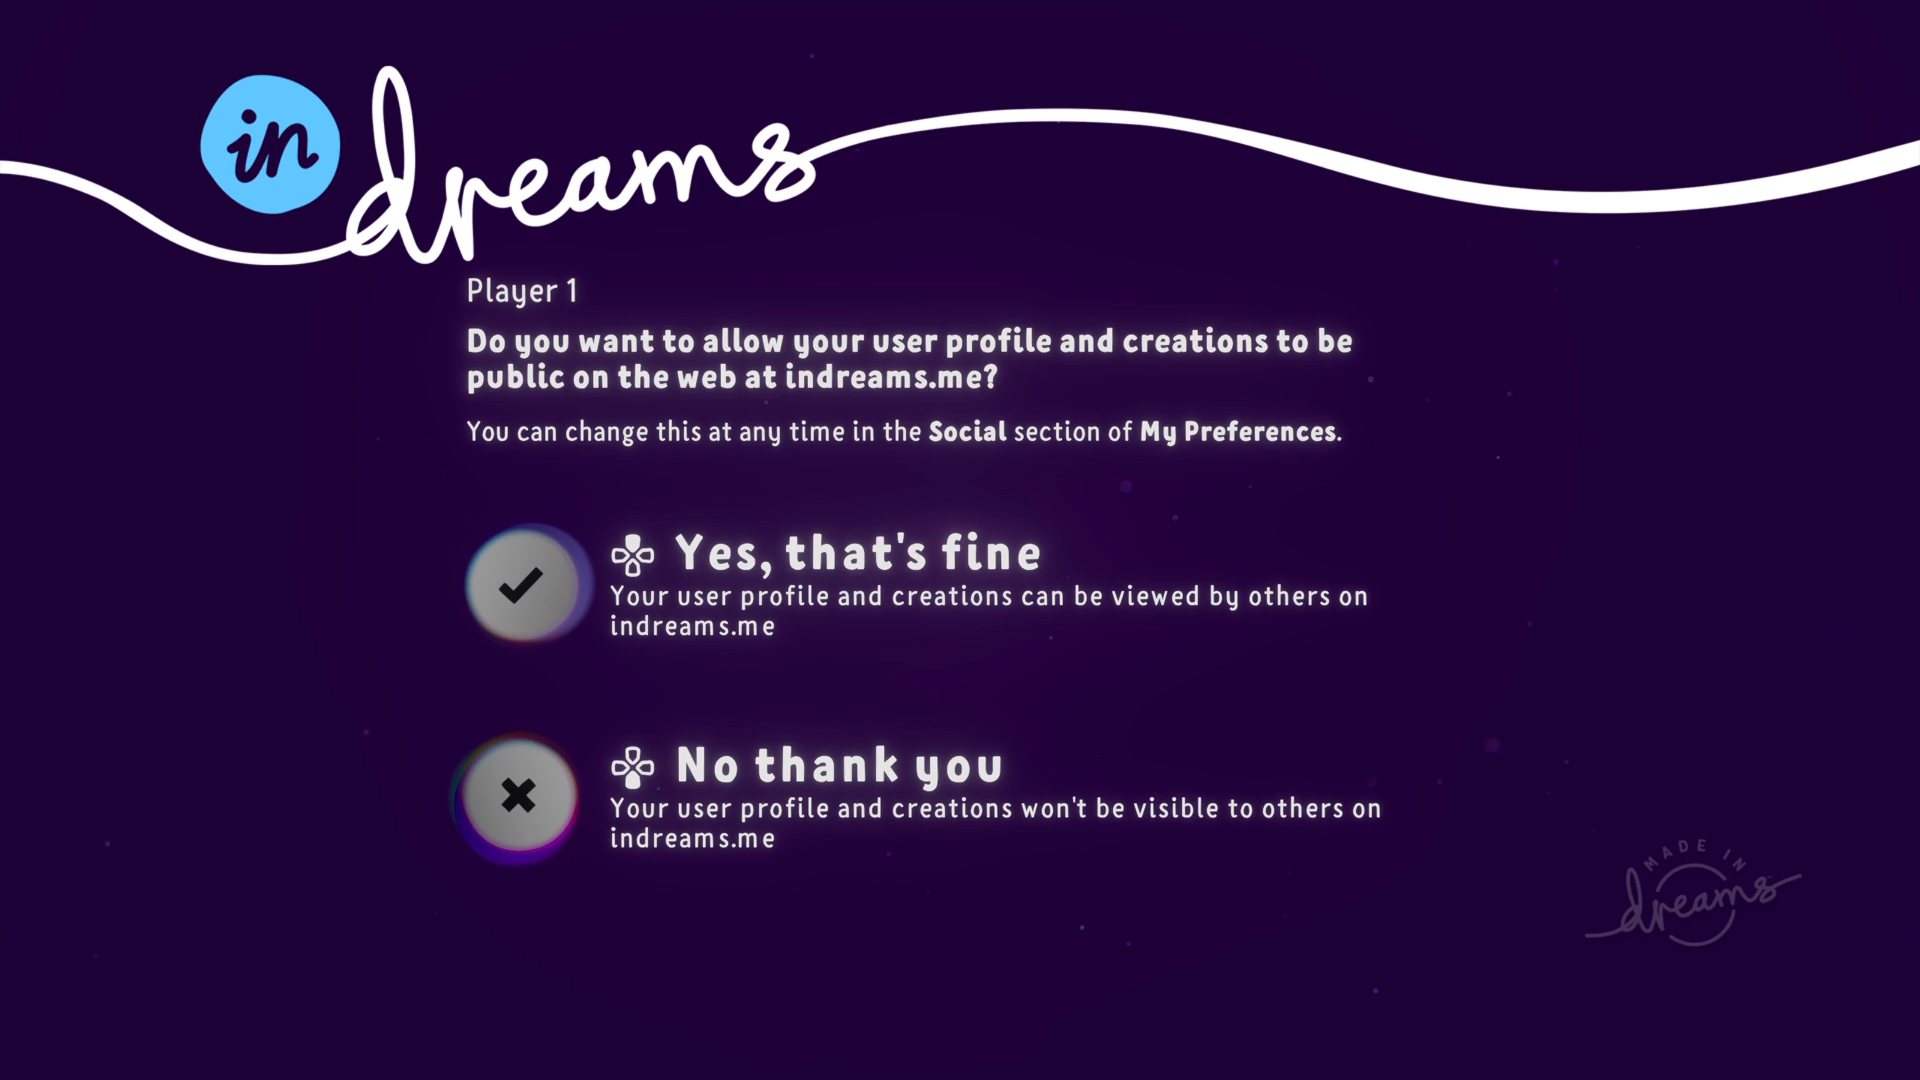 in dreams
Player 1
Do you want to allow your user profile and creations to be
public on the web at indreams.me?
You can change this at any time in the Social section of My Preferences.
Yes, that's fine
Your user profile and creations can be viewed by others on
indreams.me
No thank you
Your user profile and creations won't be visible to others on
indreams.me
MADE IN
dreams